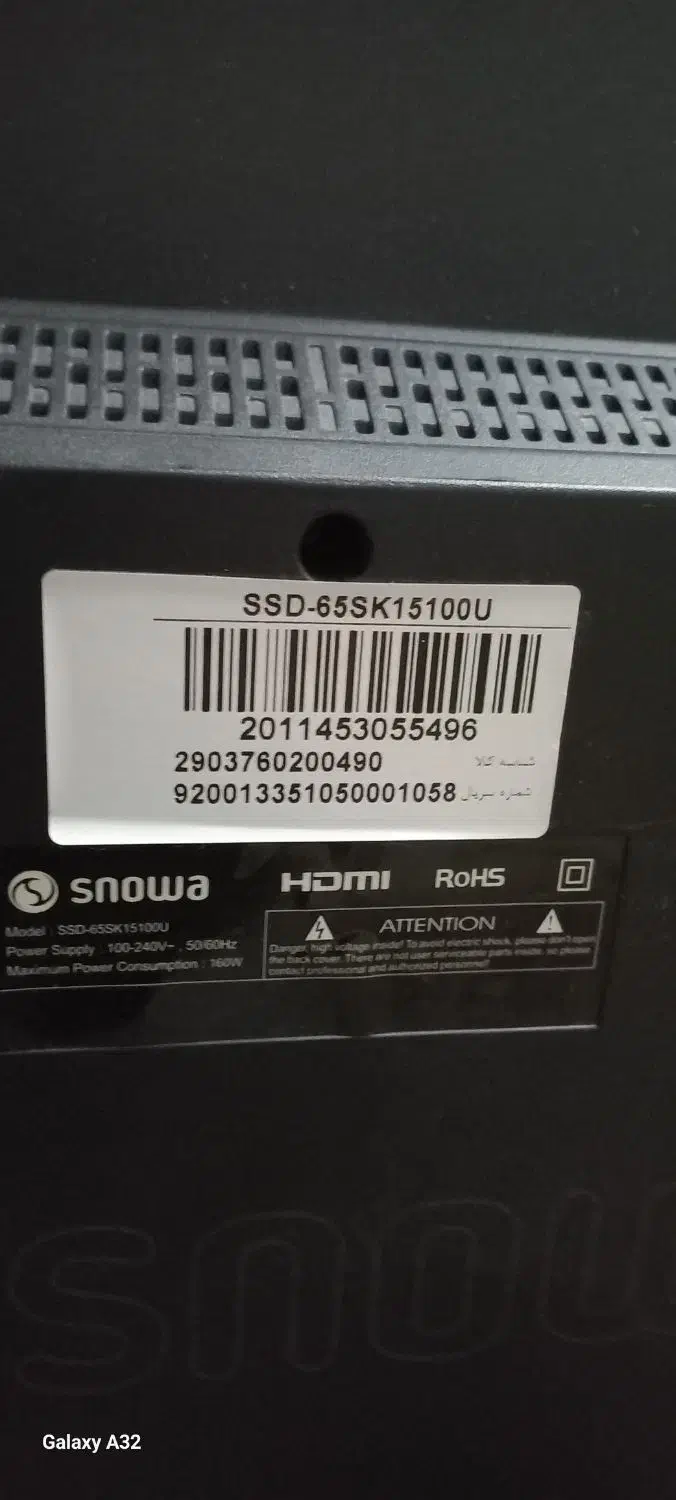 SSD-65SK15100U
2011453055496
2903760200490 شناسه کالا
920013351050001058 شماره سریال
snowa HDMI RoHS
Model : SSD-65SK15100U
Power Supply : 100-240V~ , 50/60Hz
Maximum Power Consumption : 160W
ATTENTION
Danger, high voltage inside! To avoid electric shock, please don't open
the back cover. There are not user serviceable parts inside, so please
contact professional and authorized personnel!
snow
Galaxy A32